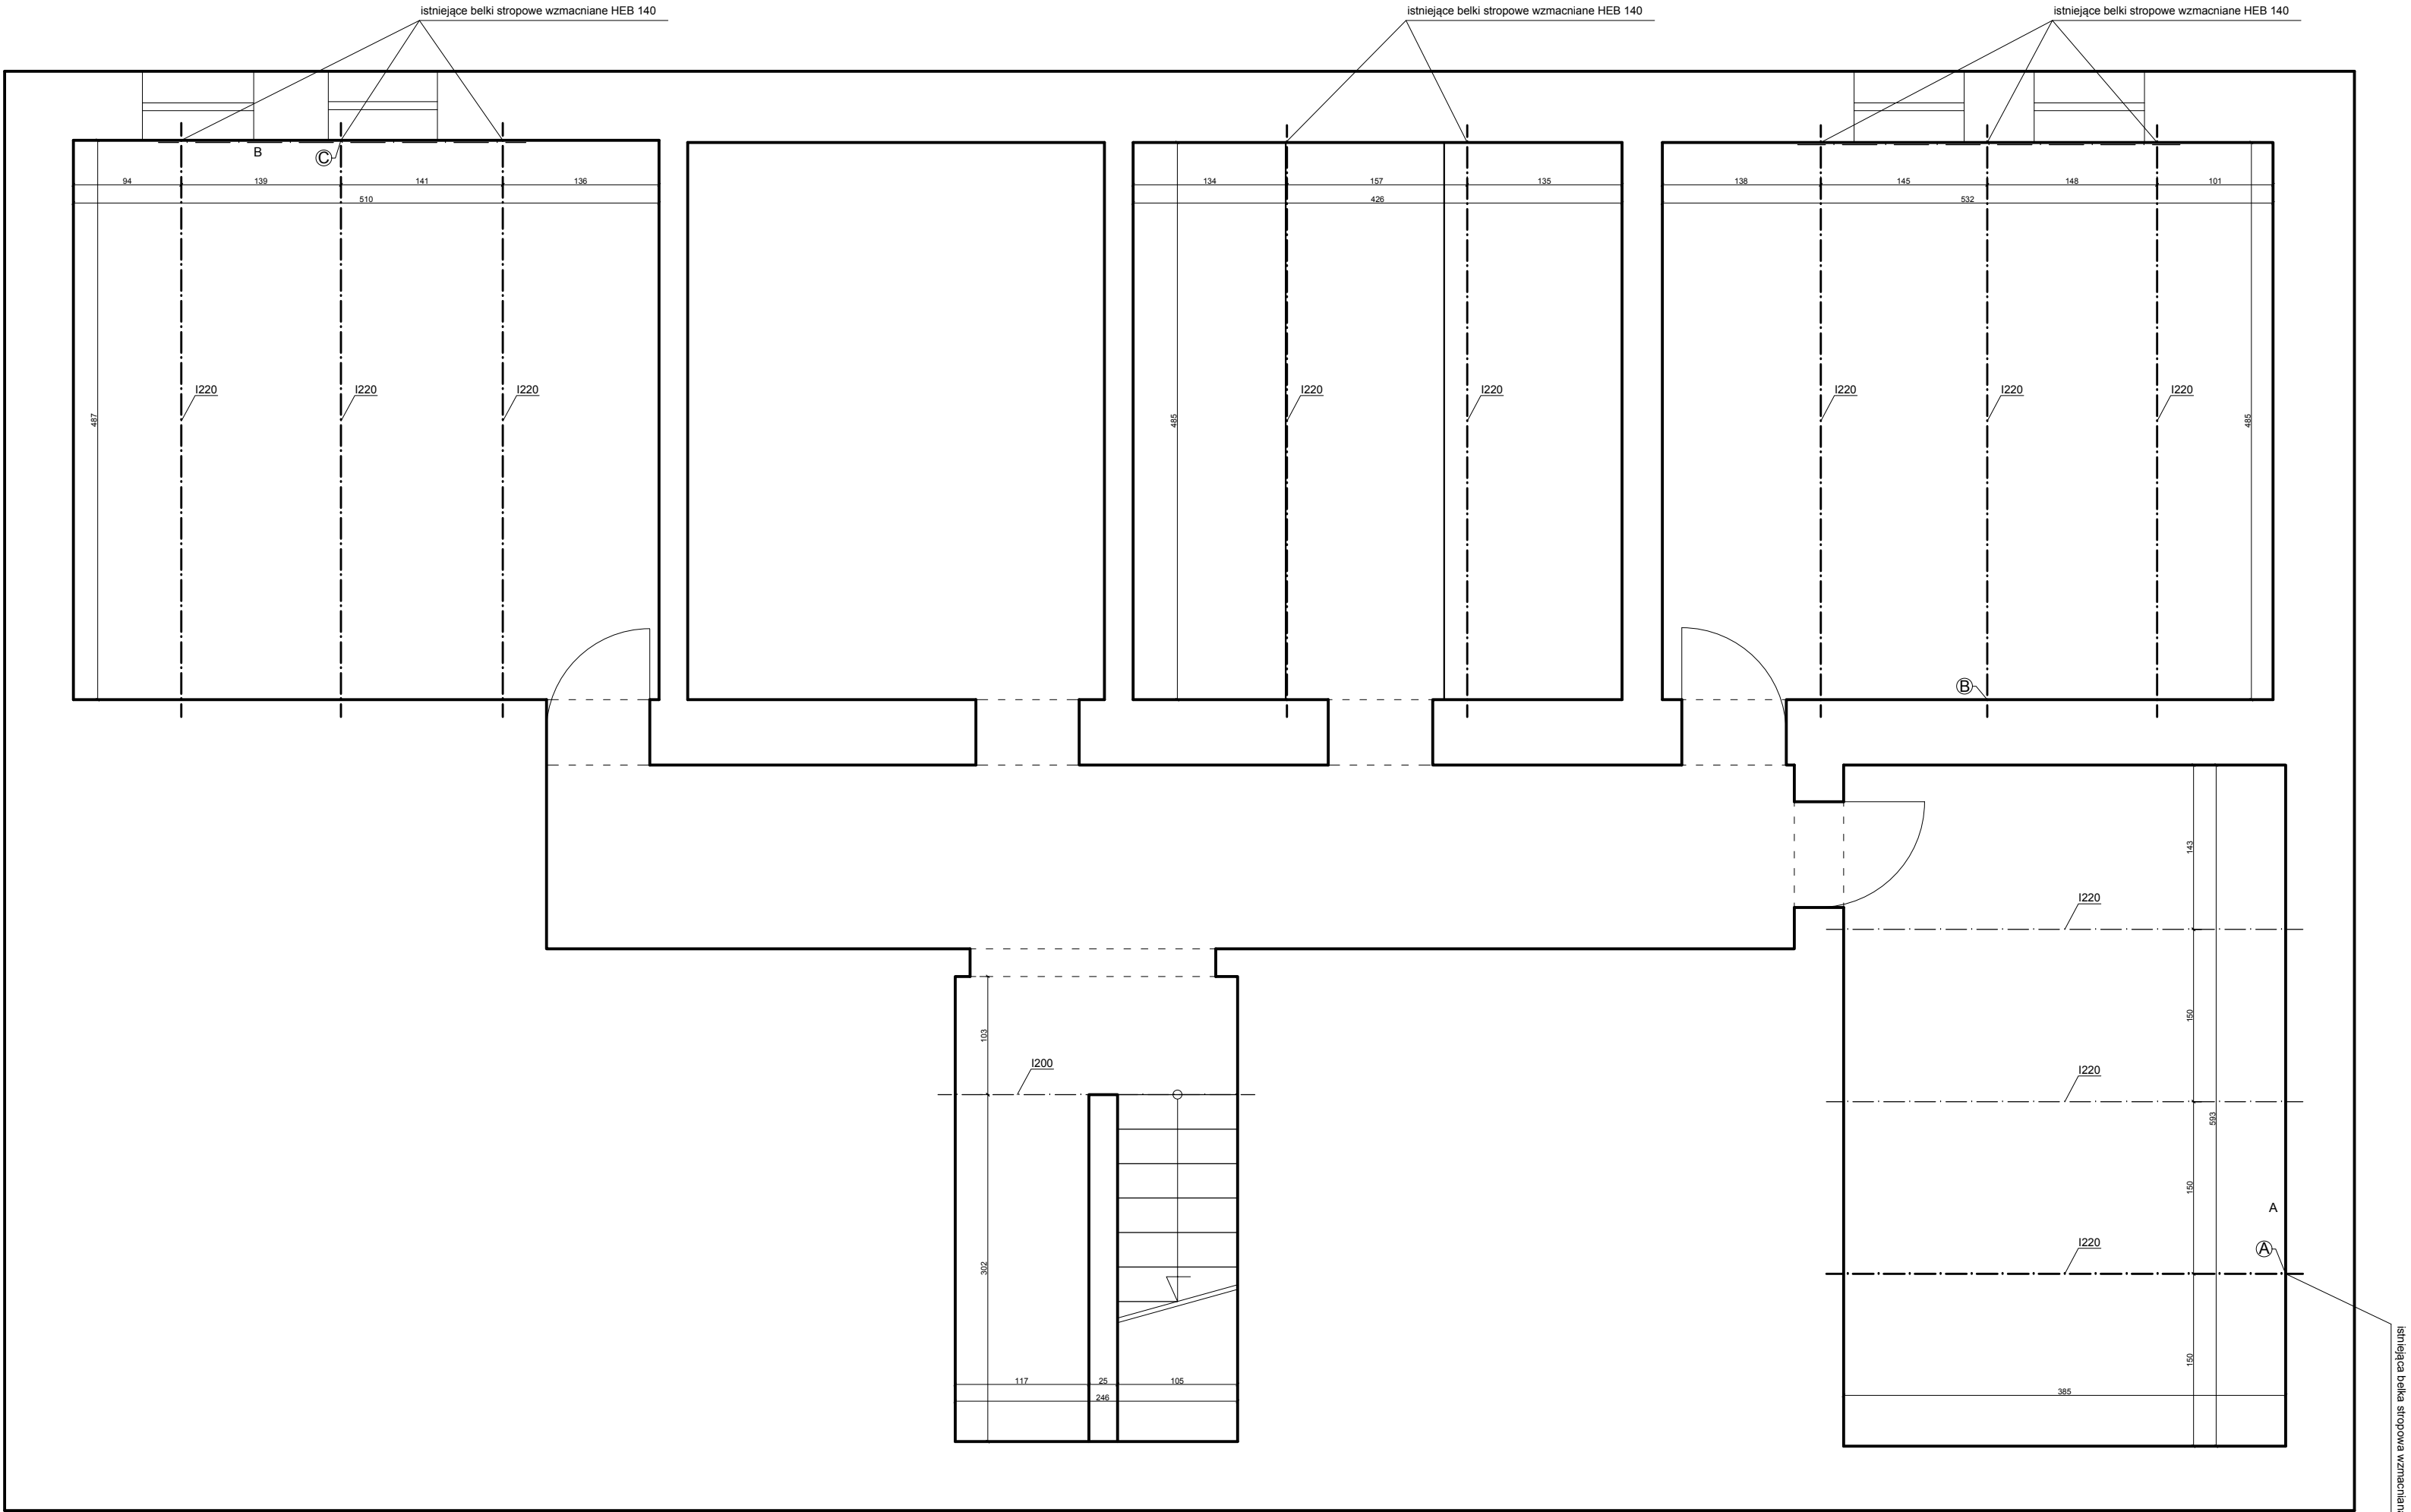 istniejące belki stropowe wzmacniane HEB 140
istniejące belki stropowe wzmacniane HEB 140
istniejące belki stropowe wzmacniane HEB 140
B
C
94
139
141
136
510
134
157
135
426
138
145
148
101
532
I220
I220
I220
I220
I220
I220
I220
I220
487
485
485
B
143
I220
150
103
I200
I220
593
150
A
I220
A
302
150
117
25
105
246
385
istniejąca belka stropowa wzmacniana